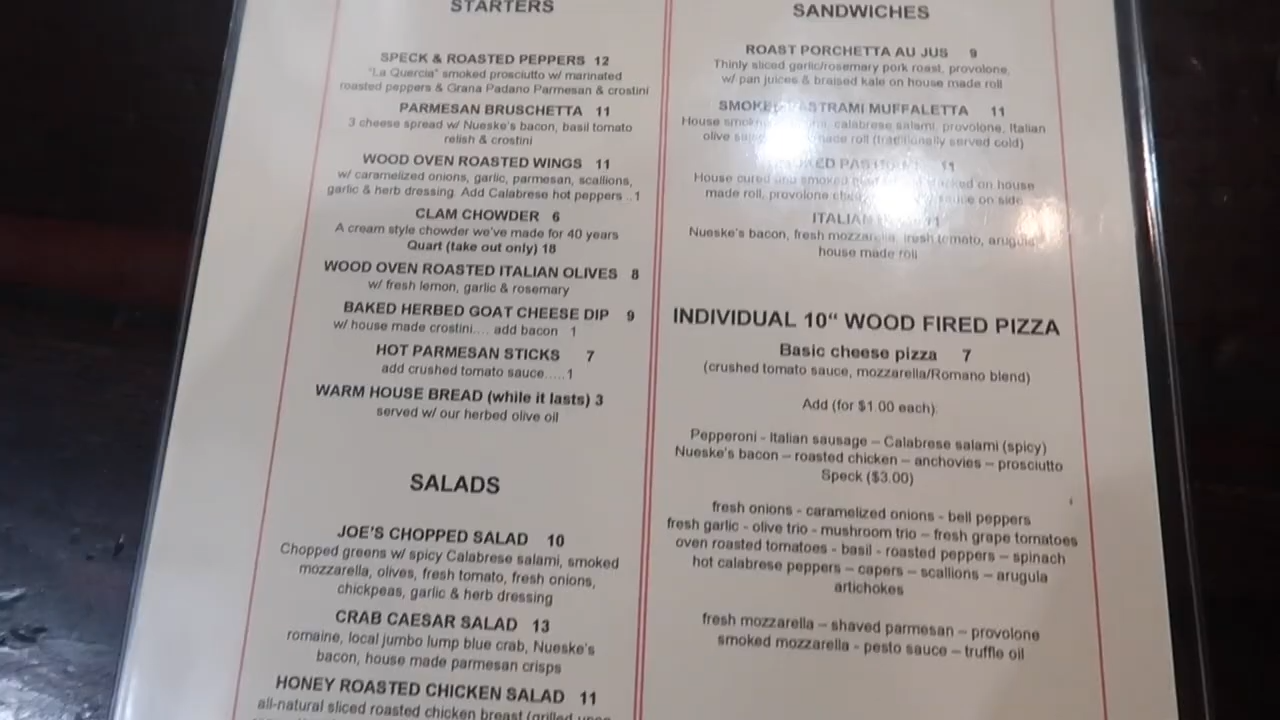 STARTERS
SPECK & ROASTED PEPPERS 12
"La Quercia" smoked prosciutto w/ marinated
roasted peppers & Grana Padano Parmesan & crostini
PARMESAN BRUSCHETTA 11
3 cheese spread w/ Nueske's bacon, basil tomato
relish & crostini
WOOD OVEN ROASTED WINGS 11
w/ caramelized onions, garlic, parmesan, scallions,
garlic & herb dressing. Add Calabrese hot peppers ..1
CLAM CHOWDER 6
A cream style chowder we've made for 40 years
Quart (take out only) 18
WOOD OVEN ROASTED ITALIAN OLIVES 8
w/ fresh lemon, garlic & rosemary
BAKED HERBED GOAT CHEESE DIP 9
w/ house made crostini.... add bacon 1
HOT PARMESAN STICKS 7
add crushed tomato sauce.....1
WARM HOUSE BREAD (while it lasts) 3
served w/ our herbed olive oil
SALADS
JOE'S CHOPPED SALAD 10
Chopped greens w/ spicy Calabrese salami, smoked
mozzarella, olives, fresh tomato, fresh onions,
chickpeas, garlic & herb dressing
CRAB CAESAR SALAD 13
romaine, local jumbo lump blue crab, Nueske's
bacon, house made parmesan crisps
HONEY ROASTED CHICKEN SALAD 11
all-natural sliced roasted chicken breast (grilled upon
SANDWICHES
ROAST PORCHETTA AU JUS 9
Thinly sliced garlic/rosemary pork roast, provolone,
w/ pan juices & braised kale on house made roll
SMOKED PASTRAMI MUFFALETTA 11
House calabrese salami, provolone, Italian
olive made roll (traditionally served cold)
11
House cured and smoked on house
made roll, provolone sauce on side
ITALIAN
Nueske's bacon, fresh mozzarella, fresh tomato, arugula
house made roll
INDIVIDUAL 10" WOOD FIRED PIZZA
Basic cheese pizza 7
(crushed tomato sauce, mozzarella/Romano blend)
Add (for $1.00 each):
Pepperoni - Italian sausage – Calabrese salami (spicy)
Nueske's bacon – roasted chicken – anchovies – prosciutto
Speck ($3.00)
fresh onions - caramelized onions - bell peppers
fresh garlic - olive trio - mushroom trio – fresh grape tomatoes
oven roasted tomatoes - basil - roasted peppers – spinach
hot calabrese peppers – capers – scallions – arugula
artichokes
fresh mozzarella – shaved parmesan – provolone
smoked mozzarella - pesto sauce – truffle oil